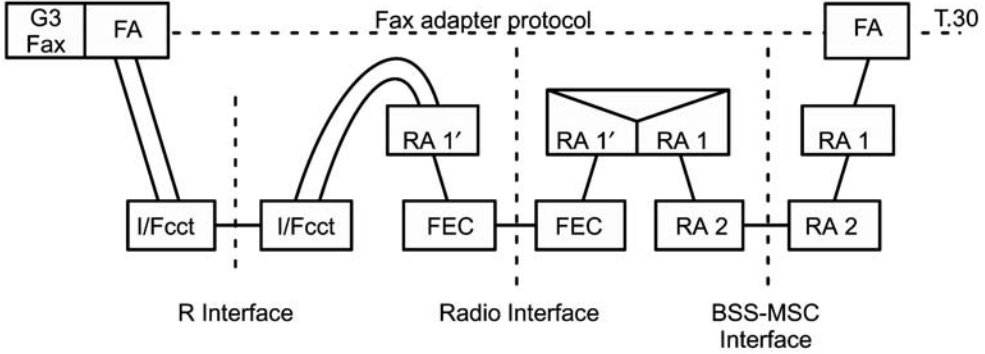 G3
Fax
FA
Fax adapter protocol
FA
T.30
RA 1′
RA 1′
RA 1
RA 1
I/Fcct
I/Fcct
FEC
FEC
RA 2
RA 2
R Interface
Radio Interface
BSS-MSC
Interface